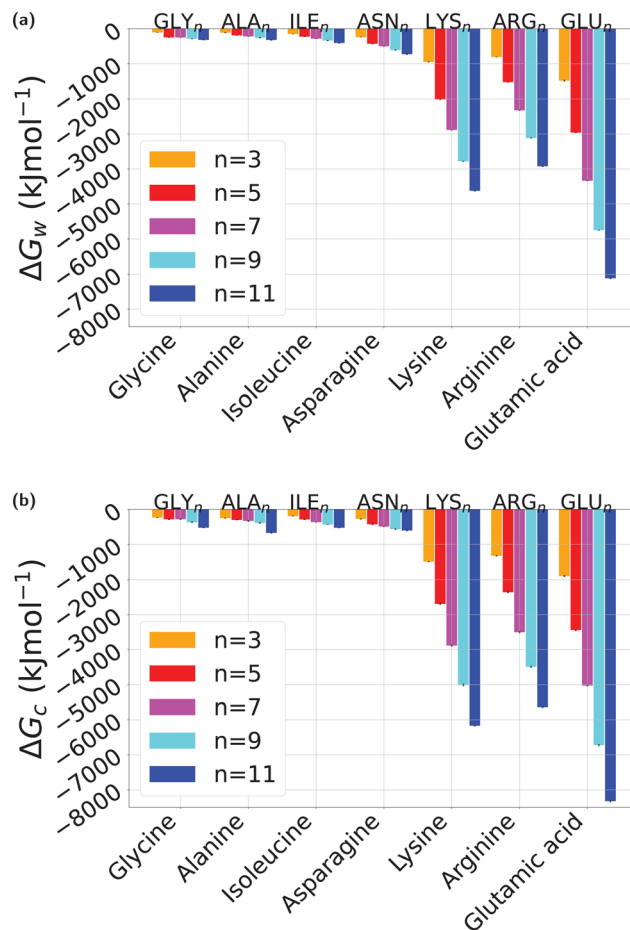 (a)
GLYₙ ALAₙ ILEₙ ASNₙ LYSₙ ARGₙ GLUₙ
0
−1000
−2000
−3000
−4000
−5000
−6000
−7000
−8000
ΔG_w (kJmol⁻¹)
n=3
n=5
n=7
n=9
n=11
Glycine
Alanine
Isoleucine
Asparagine
Lysine
Arginine
Glutamic acid
(b)
GLYₙ ALAₙ ILEₙ ASNₙ LYSₙ ARGₙ GLUₙ
0
−1000
−2000
−3000
−4000
−5000
−6000
−7000
−8000
ΔG_c (kJmol⁻¹)
n=3
n=5
n=7
n=9
n=11
Glycine
Alanine
Isoleucine
Asparagine
Lysine
Arginine
Glutamic acid